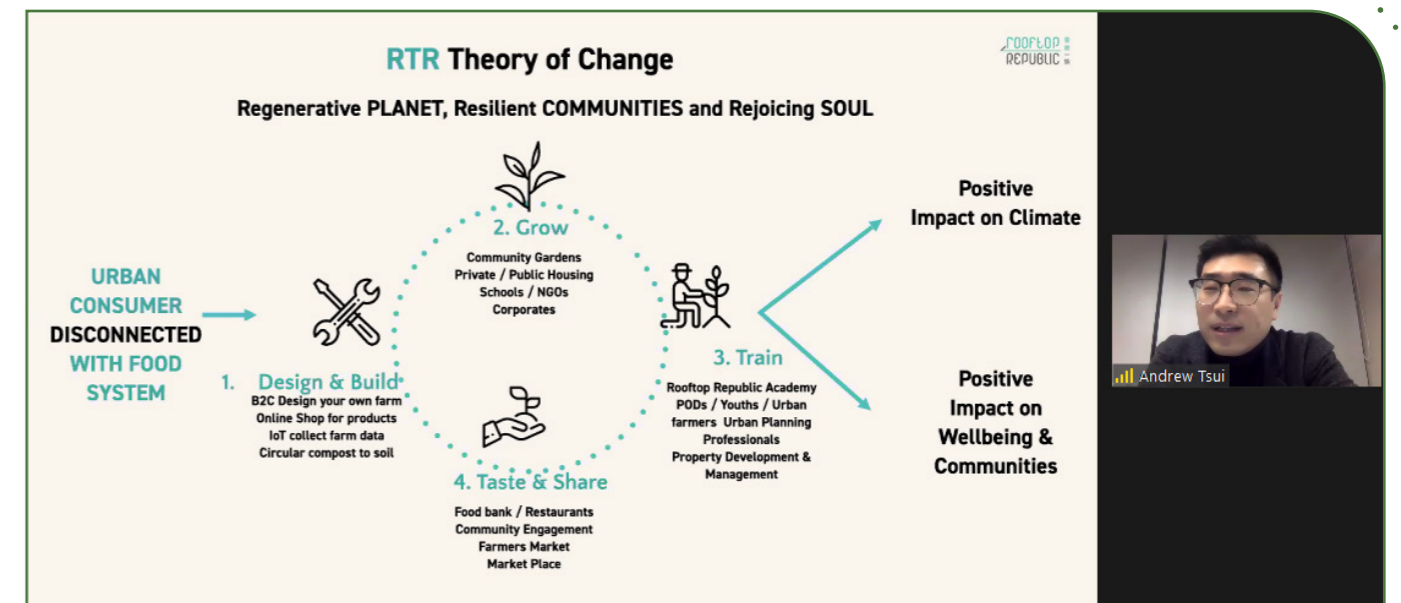 RTR Theory of Change
rooftop
REPUBLIC
Regenerative PLANET, Resilient COMMUNITIES and Rejoicing SOUL
URBAN
CONSUMER
DISCONNECTED
WITH FOOD
SYSTEM
1. Design & Build
B2C Design your own farm
Online Shop for products
IoT collect farm data
Circular compost to soil
2. Grow
Community Gardens
Private / Public Housing
Schools / NGOs
Corporates
3. Train
Rooftop Republic Academy
PODs / Youths / Urban
farmers Urban Planning
Professionals
Property Development &
Management
4. Taste & Share
Food bank / Restaurants
Community Engagement
Farmers Market
Market Place
Positive
Impact on Climate
Positive
Impact on
Wellbeing &
Communities
Andrew Tsui